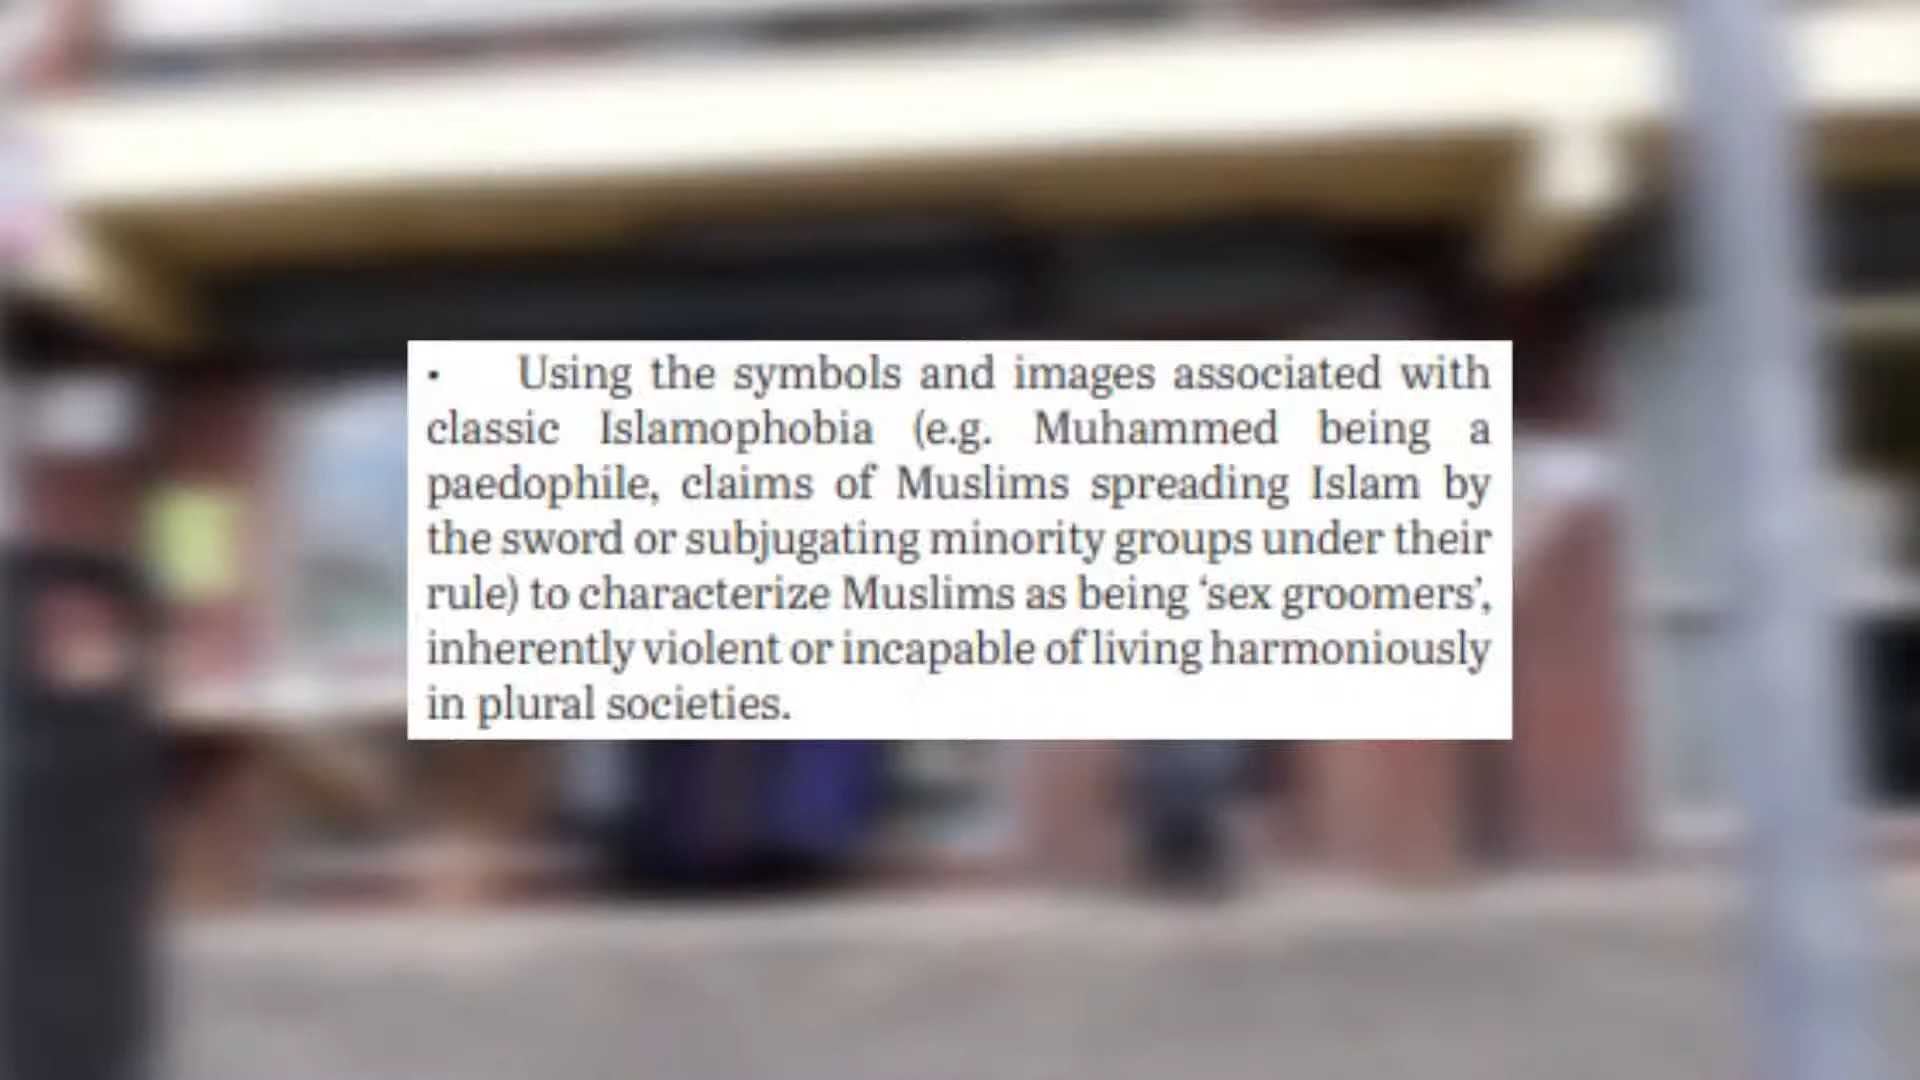 · Using the symbols and images associated with
classic Islamophobia (e.g. Muhammed being a
paedophile, claims of Muslims spreading Islam by
the sword or subjugating minority groups under their
rule) to characterize Muslims as being ‘sex groomers’,
inherently violent or incapable of living harmoniously
in plural societies.